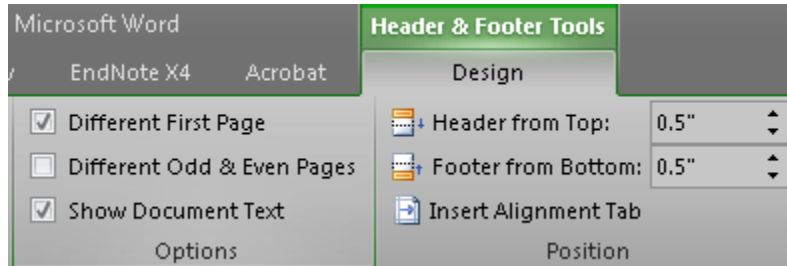 Microsoft Word Header & Footer Tools
EndNote X4 Acrobat Design
Different First Page Header from Top: 0.5"
Different Odd & Even Pages Footer from Bottom: 0.5"
Show Document Text Insert Alignment Tab
Options Position